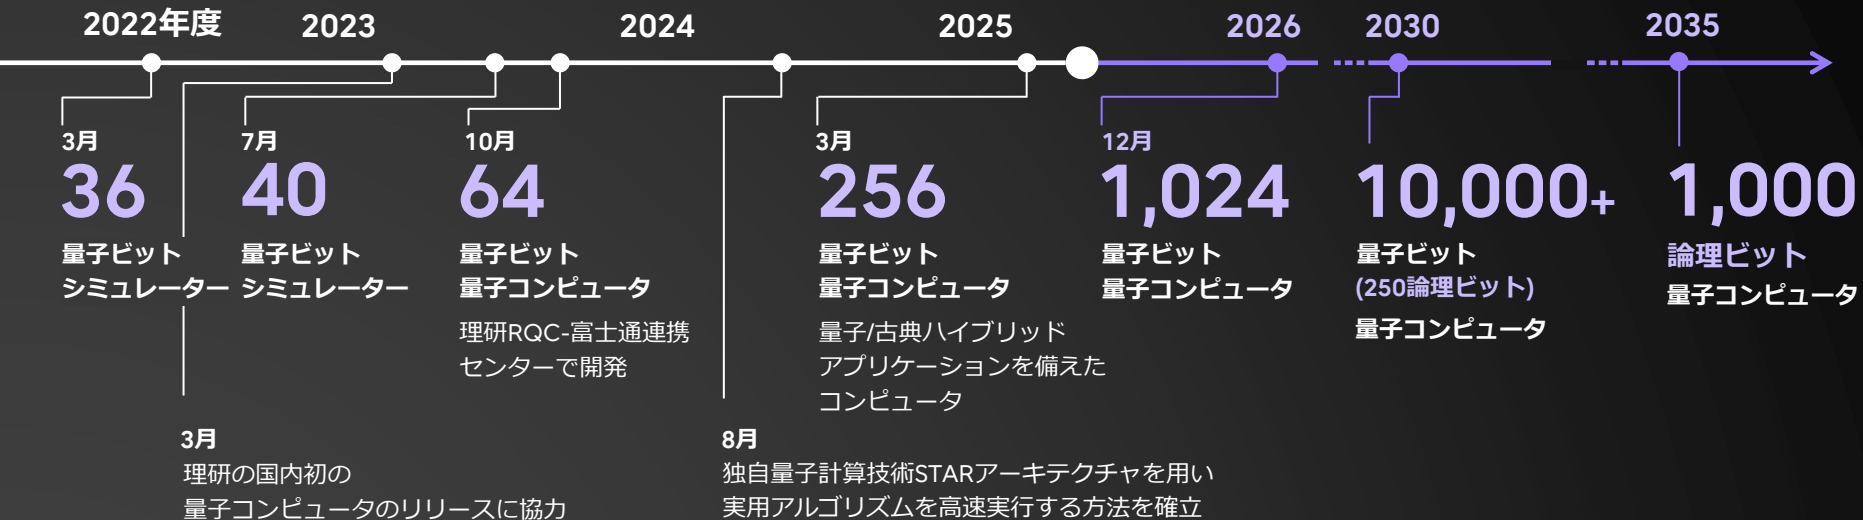 2022年度
2023
2024
2025
2026
2030
2035
3月
36
量子ビット
シミュレーター
3月
理研の国内初の
量子コンピュータのリリースに協力
7月
40
量子ビット
シミュレーター
10月
64
量子ビット
量子コンピュータ
理研RQC-富士通連携
センターで開発
8月
独自量子計算技術STARアーキテクチャを用い
実用アルゴリズムを高速実行する方法を確立
3月
256
量子ビット
量子コンピュータ
量子/古典ハイブリッド
アプリケーションを備えた
コンピュータ
12月
1,024
量子ビット
量子コンピュータ
10,000+
量子ビット
(250論理ビット)
量子コンピュータ
1,000
論理ビット
量子コンピュータ